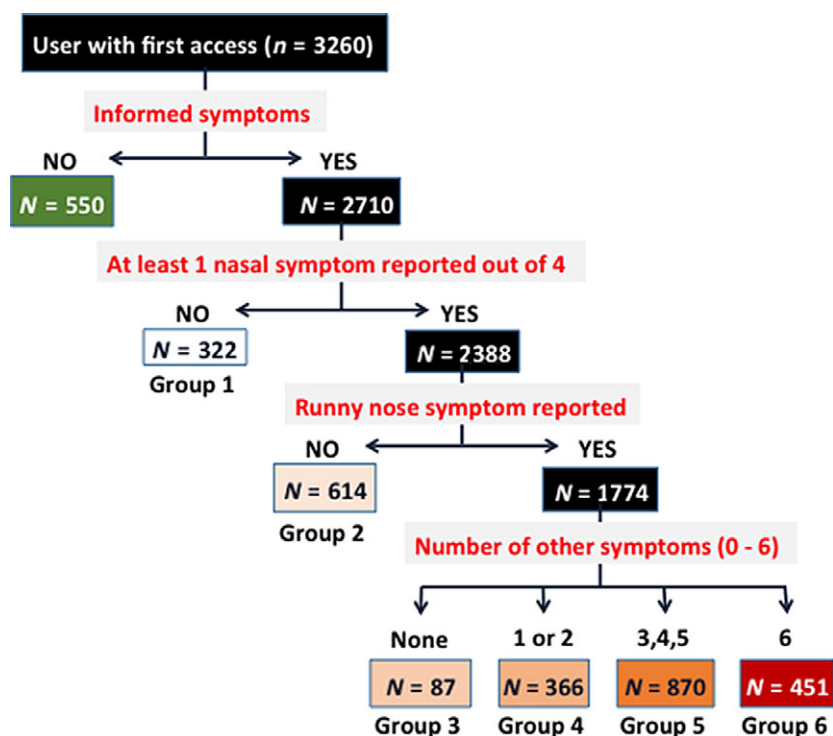 User with first access (n = 3260)
Informed symptoms
NO YES
N = 550 N = 2710
At least 1 nasal symptom reported out of 4
NO YES
N = 322 N = 2388
Group 1
Runny nose symptom reported
NO YES
N = 614 N = 1774
Group 2
Number of other symptoms (0 - 6)
None 1 or 2 3,4,5 6
N = 87 N = 366 N = 870 N = 451
Group 3 Group 4 Group 5 Group 6